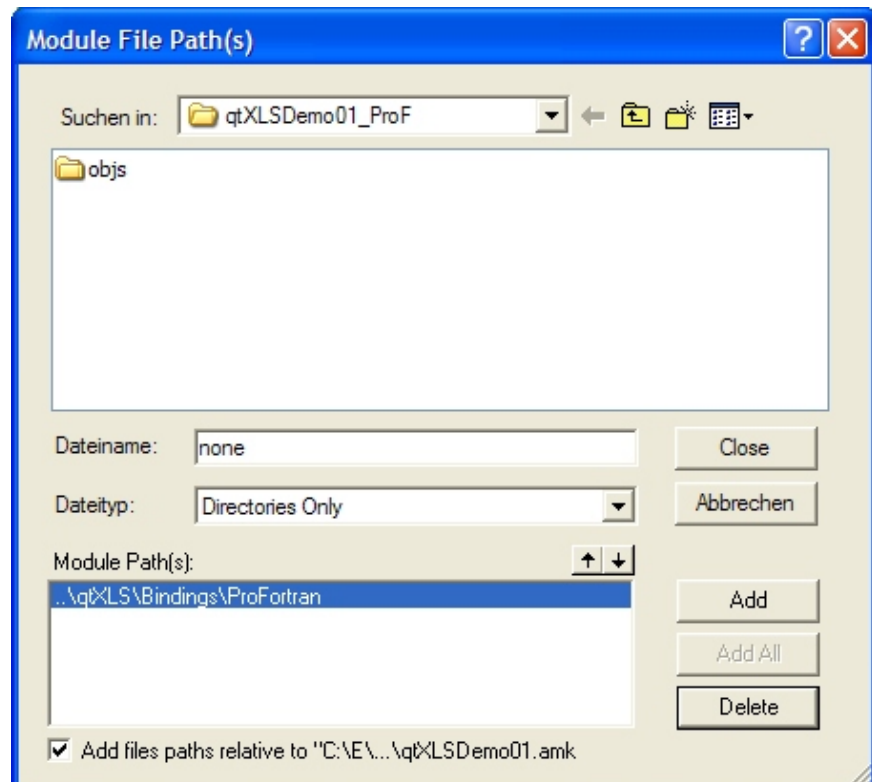 Module File Path(s)
Suchen in: qtXLSDemo01_ProF
objs
Dateiname: none Close
Dateityp: Directories Only Abbrechen
Module Path(s):
..\qtXLS\Bindings\ProFortran Add
Add All
Delete
Add files paths relative to "C:\E\...\qtXLSDemo01.amk